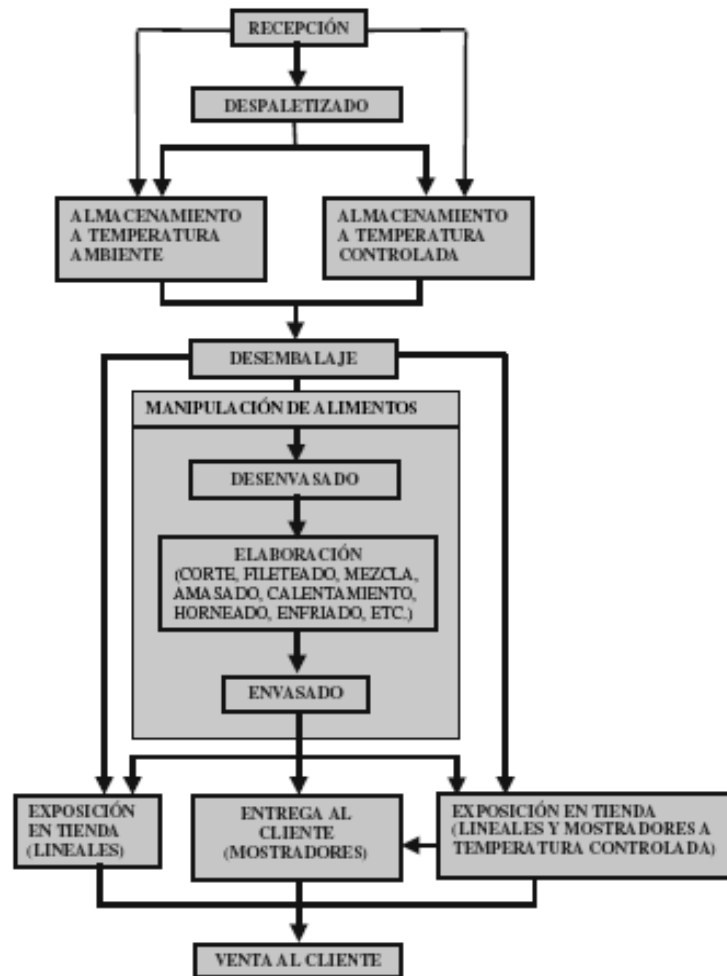 RECEPCIÓN
DESPALETIZADO
ALMACENAMIENTO
A TEMPERATURA
AMBIENTE
ALMACENAMIENTO
A TEMPERATURA
CONTROLADA
DESEMBALAJE
MANIPULACIÓN DE ALIMENTOS
DESENVASADO
ELABORACIÓN
(CORTE, FILETEADO, MEZCLA,
AMASADO, CALENTAMIENTO,
HORNEADO, ENFRIADO, ETC.)
ENVASADO
EXPOSICIÓN
EN TIENDA
(LINEALES)
ENTREGA AL
CLIENTE
(MOSTRADORES)
EXPOSICIÓN EN TIENDA
(LINEALES Y MOSTRADORES A
TEMPERATURA CONTROLADA)
VENTA AL CLIENTE